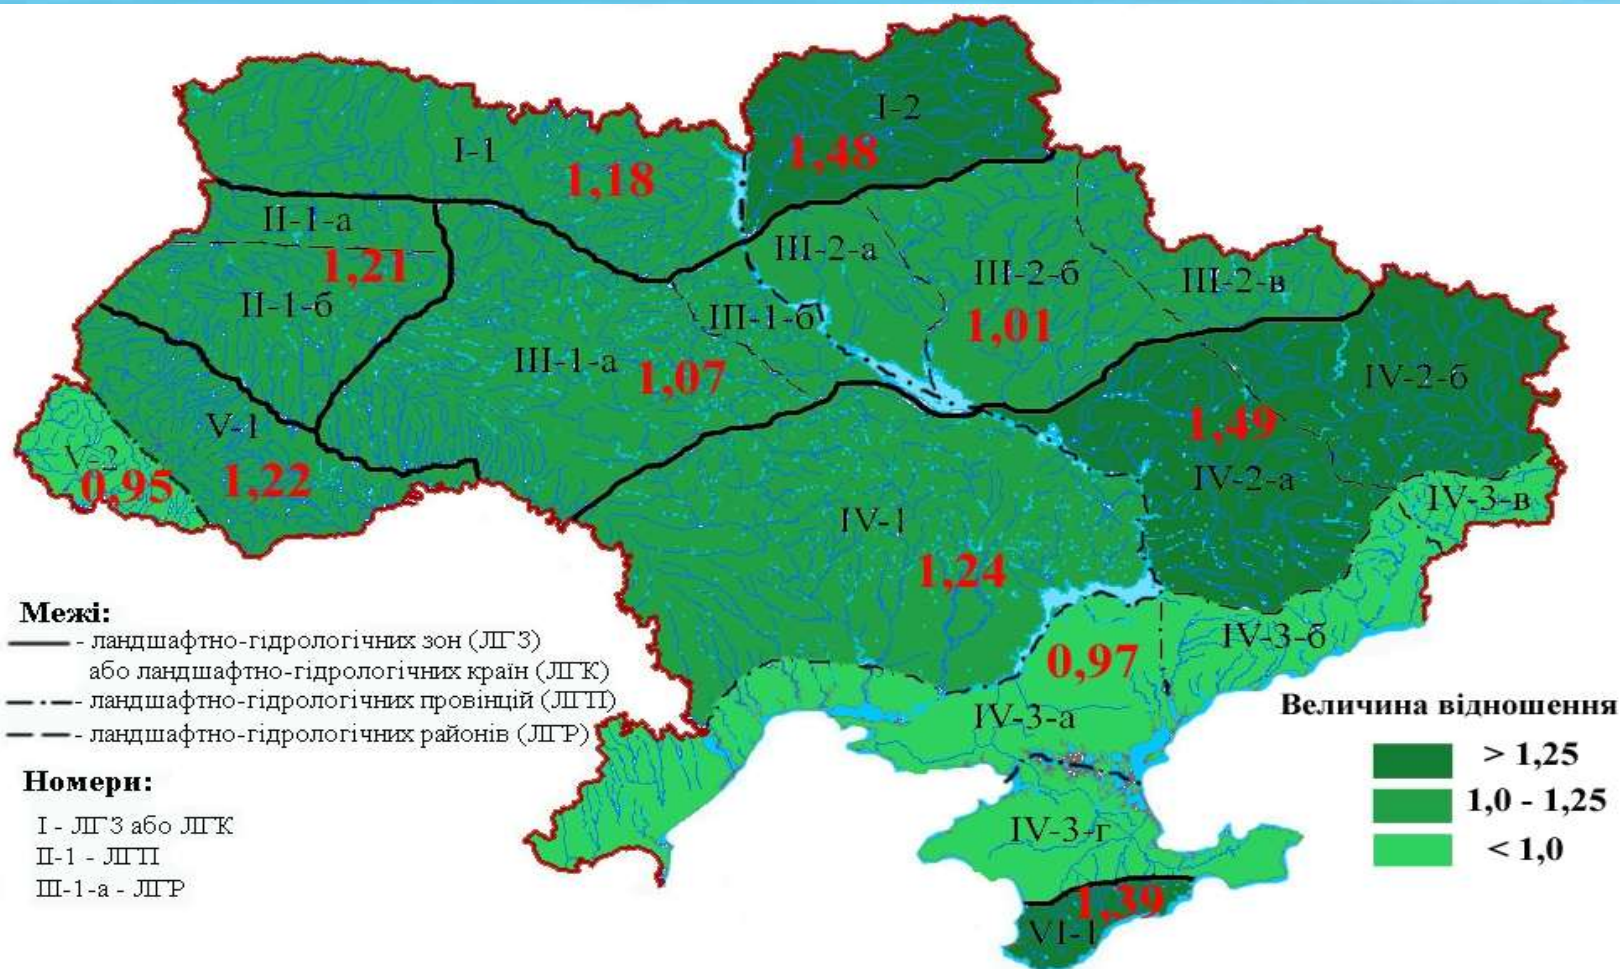 I-2
1,48
I-1
1,18
II-1-а
1,21
III-2-а
III-2-б
III-2-в
II-1-б
III-1-б
1,01
III-1-а
1,07
IV-2-б
V-1
1,49
V-2
0,95
1,22
IV-2-а
IV-3-в
IV-1
1,24
IV-3-б
0,97
IV-3-а
IV-3-г
1,39
VI-1
Межі:
- ландшафтно-гідрологічних зон (ЛГЗ)
або ландшафтно-гідрологічних країн (ЛГК)
- ландшафтно-гідрологічних провінцій (ЛГП)
- ландшафтно-гідрологічних районів (ЛГР)
Номери:
I - ЛГЗ або ЛГК
II-1 - ЛГП
III-1-а - ЛГР
Величина відношення
> 1,25
1,0 - 1,25
< 1,0